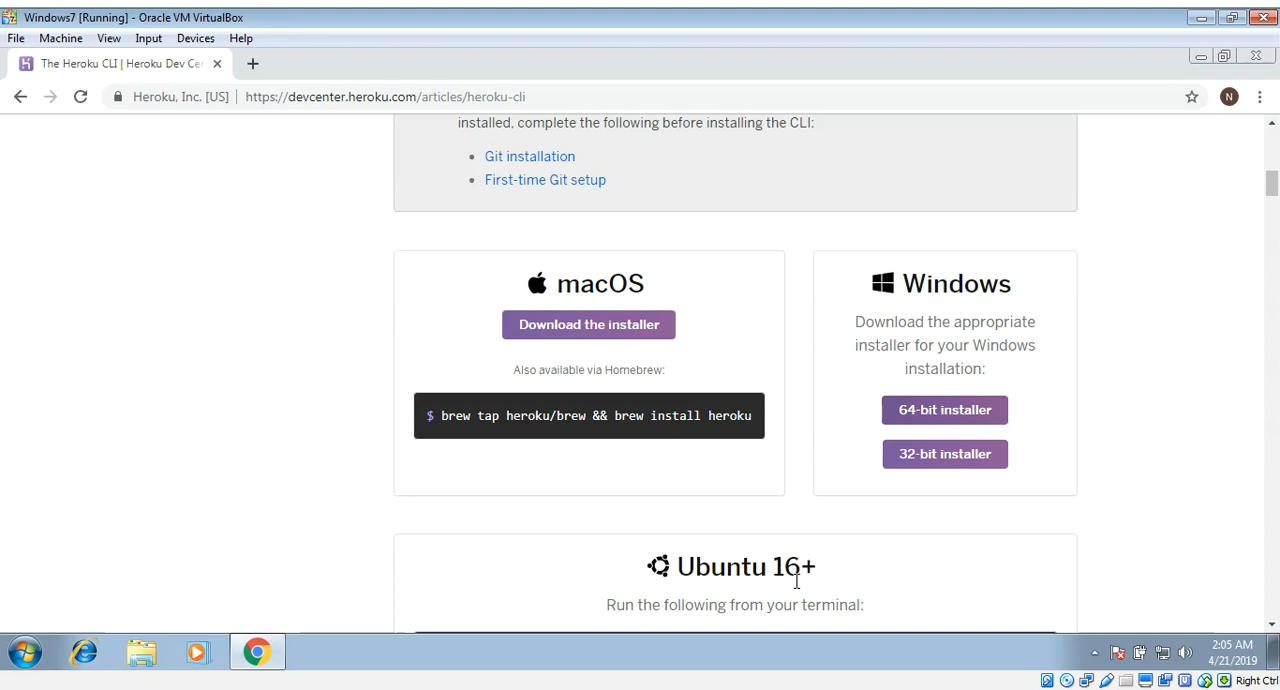 Windows7 [Running] - Oracle VM VirtualBox
File Machine View Input Devices Help
The Heroku CLI | Heroku Dev Cer
Heroku, Inc. [US] | https://devcenter.heroku.com/articles/heroku-cli
N
installed, complete the following before installing the CLI:
• Git installation
• First-time Git setup
macOS
Download the installer
Also available via Homebrew:
$ brew tap heroku/brew && brew install heroku
Windows
Download the appropriate
installer for your Windows
installation:
64-bit installer
32-bit installer
Ubuntu 16+
Run the following from your terminal:
2:05 AM
4/21/2019
Right Ctrl